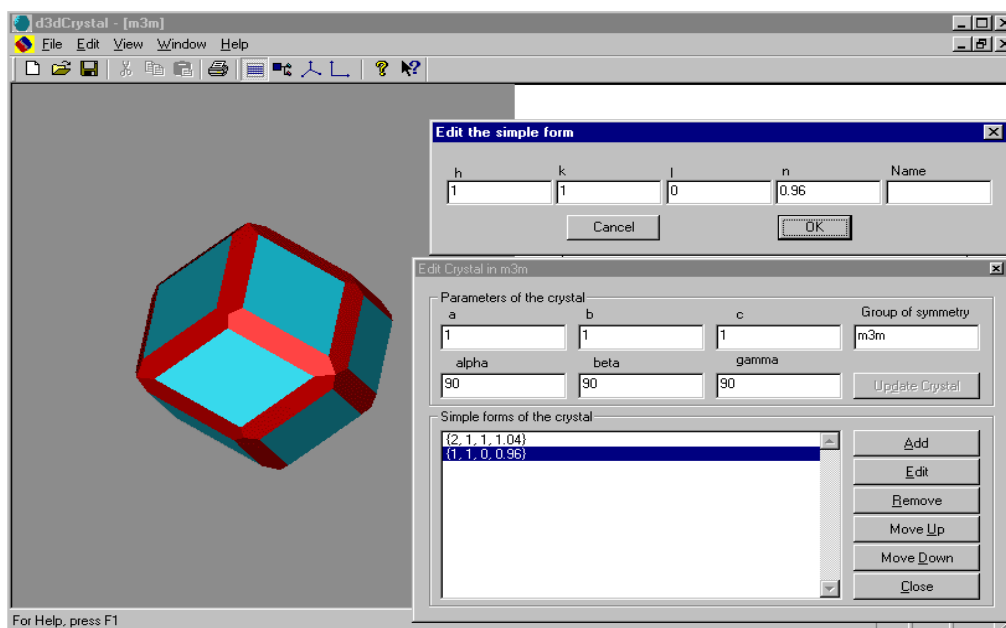 d3dCrystal - [m3m]
File Edit View Window Help
Edit the simple form
h k l n Name
1 1 0 0.96
Cancel OK
Edit Crystal in m3m
Parameters of the crystal
a b c Group of symmetry
1 1 1 m3m
alpha beta gamma
90 90 90 Update Crystal
Simple forms of the crystal
{2, 1, 1, 1.04}
{1, 1, 0, 0.96}
Add
Edit
Remove
Move Up
Move Down
Close
For Help, press F1